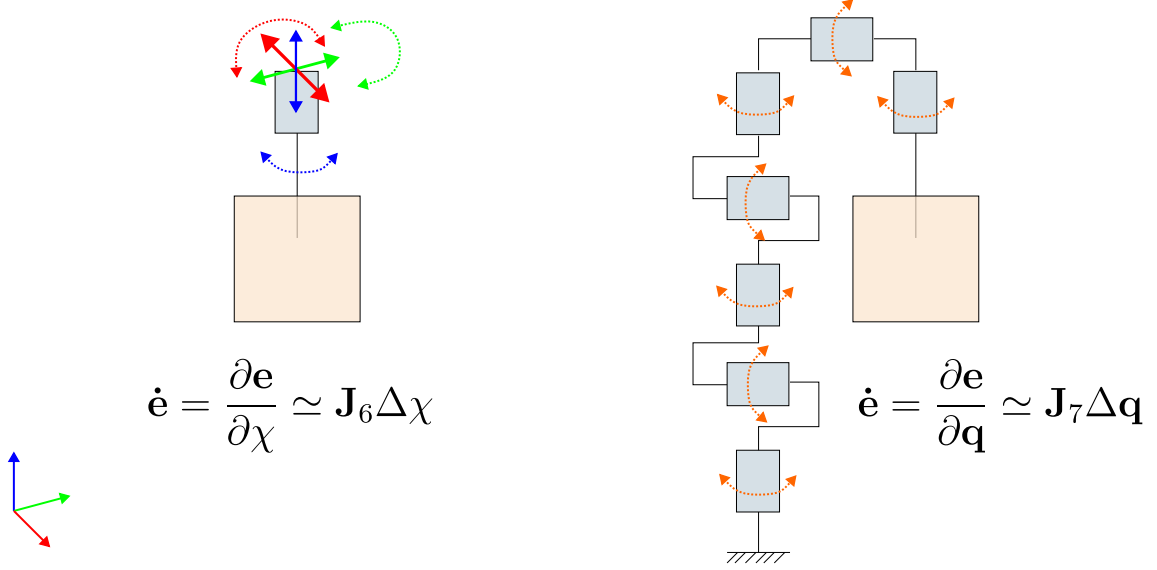 ė = ∂e/∂χ ≃ J₆Δχ
ė = ∂e/∂q ≃ J₇Δq